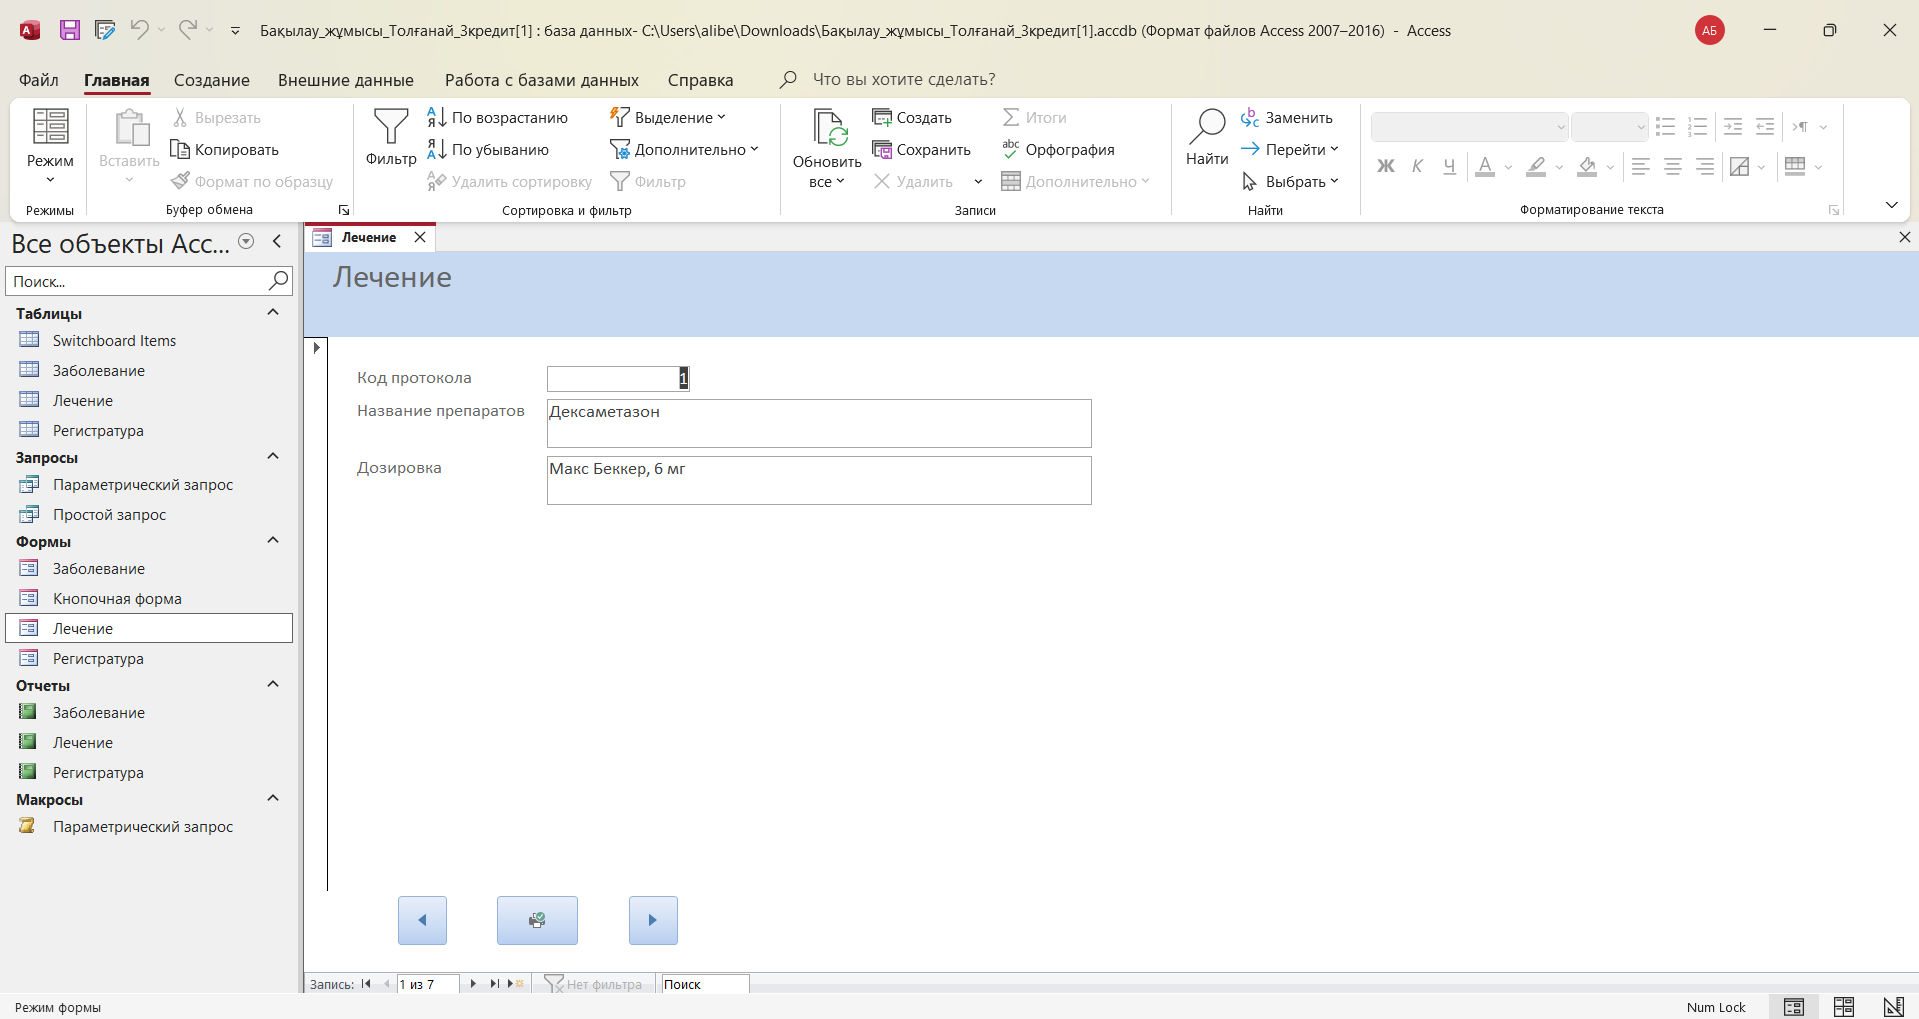 Бақылау_жұмысы_Толғанай_3кредит[1] : база данных- C:\Users\alibe\Downloads\Бақылау_жұмысы_Толғанай_3кредит[1].accdb (Формат файлов Access 2007–2016) - Access
АБ
Файл Главная Создание Внешние данные Работа с базами данных Справка Что вы хотите сделать?
Режим
Режимы
Вставить
Вырезать
Копировать
Формат по образцу
Буфер обмена
Фильтр
По возрастанию
По убыванию
Удалить сортировку
Выделение
Дополнительно
Фильтр
Сортировка и фильтр
Обновить
все
Создать
Сохранить
Удалить
Итоги
Орфография
Дополнительно
Записи
Найти
Заменить
Перейти
Выбрать
Найти
Ж К Ч А
Форматирование текста
Все объекты Acc...
Поиск...
Таблицы
Switchboard Items
Заболевание
Лечение
Регистратура
Запросы
Параметрический запрос
Простой запрос
Формы
Заболевание
Кнопочная форма
Лечение
Регистратура
Отчеты
Заболевание
Лечение
Регистратура
Макросы
Параметрический запрос
Лечение
Лечение
Код протокола 1
Название препаратов Дексаметазон
Дозировка Макс Беккер, 6 мг
Запись: 1 из 7 Нет фильтра Поиск
Режим формы Num Lock